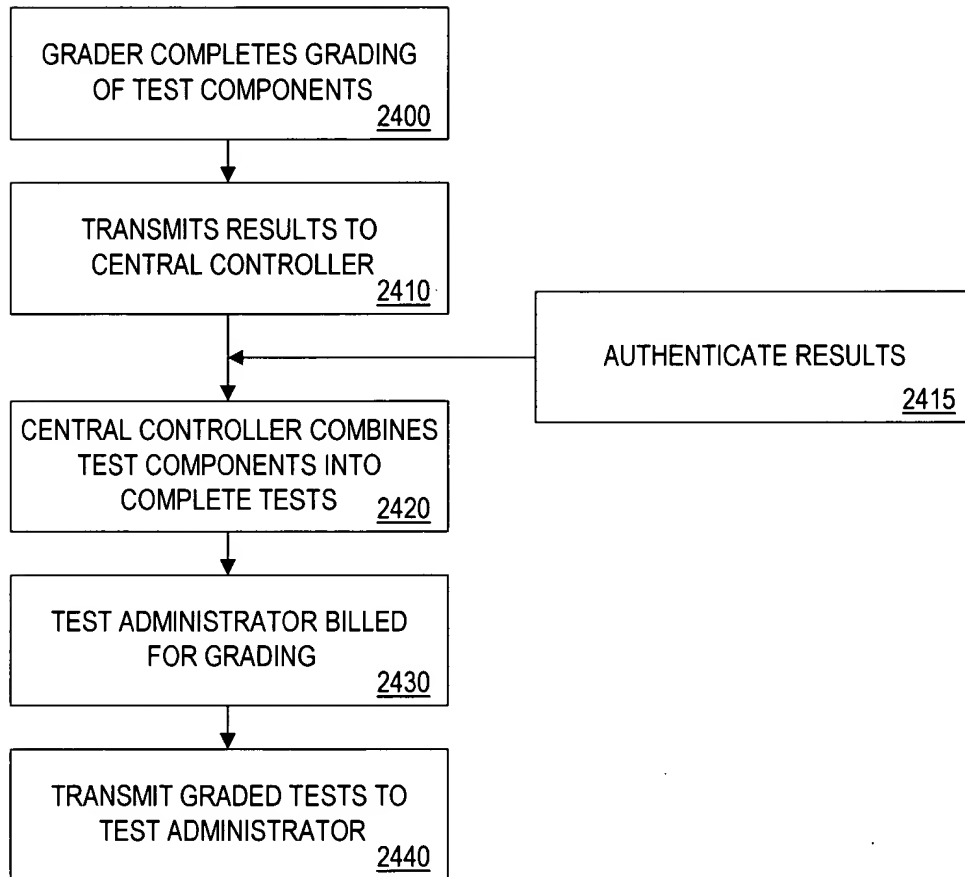 GRADER COMPLETES GRADING
OF TEST COMPONENTS
2400
TRANSMITS RESULTS TO
CENTRAL CONTROLLER
2410
AUTHENTICATE RESULTS
2415
CENTRAL CONTROLLER COMBINES
TEST COMPONENTS INTO
COMPLETE TESTS
2420
TEST ADMINISTRATOR BILLED
FOR GRADING
2430
TRANSMIT GRADED TESTS TO
TEST ADMINISTRATOR
2440